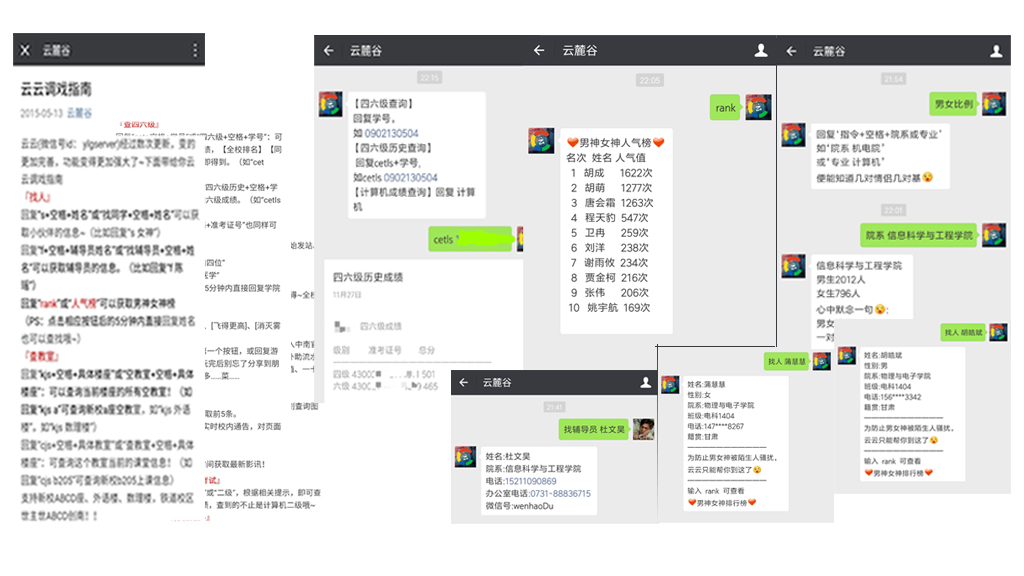 云麓谷
云云调戏指南
2015-05-13 云麓谷
云云(微信号id：ylgserver)经过数次更新，变的
更加完善，功能变得更加强大了~下面带给你云
云调戏指南
『找人』
回复"s+空格+姓名"或"找同学+空格+姓名"可以获
取小伙伴的信息~（比如回复"s 女神"）
回复"f+空格+辅导员姓名"或"找辅导员+空格+姓
名"可以获取辅导员的信息。（比如回复"f 陈
瑶"）
回复"rank"或"人气榜"可以获取男神女神榜
（PS：点击相应按钮后的5分钟内直接回复姓名
也可以查找哦~）
『查教室』
回复"kjs+空格+具体楼座"或"空教室+空格+具体
楼座"：可以查询当前楼座的所有空教室！（如
回复"kjs a"可查询新校a座空教室，如"kjs 外语
楼"，如"kjs 数理楼"）
回复"cjs+空格+具体教室"或"查教室+空格+具体
楼座"：可查询这个教室当前的课堂信息！（如
回复"cjs b205"可查询新校b205上课信息）
支持新校ABCD座、外语楼、数理楼，铁道校区
世主世ABCD创南！！
『查四六级』
四六级+空格+学号"：可
，【全校排名】【同
即得到。（如"cet
四六级历史+空格+学
六级成绩。（如"cetls
+准考证号"也同样可
四位"
医学"
5分钟内直接回复学院
、[飞得更高]、[消灭雾
一个按钮，或回复游
完后别忘了分享到朋
多……菜……
取前5条。
实时校内通告，对页面
间获取最新影讯！
考试』
"或"二级"，根据相关提示，即可查
，查到的不止是计算机二级哦~
云麓谷
22:15
【四六级查询】
回复学号，
如 0902130504
【四六级历史查询】
回复cetls+学号，
如cetls 0902130504
【计算机成绩查询】回复 计算
机
cetls
四六级历史成绩
11月27日
四六级成绩
级别 准考证号 总分
四级 43000 501
六级 4300 465
云麓谷
22:05
rank
男神女神人气榜
名次 姓名 人气值
1 胡成 1622次
2 胡萌 1277次
3 唐会霜 1263次
4 程天豹 547次
5 卫冉 259次
6 刘洋 238次
7 谢雨攸 234次
8 贾金柯 216次
9 张伟 206次
10 姚宇航 169次
云麓谷
21:54
男女比例
回复'指令+空格+院系或专业'
如'院系 机电院'
或'专业 计算机'
便能知道几对情侣几对基
22:01
院系 信息科学与工程学院
信息科学与工程学院
男生2012人
女生796人
心中默念一句：
男女
一对
云麓谷
21:41
找辅导员 杜文昊
姓名:杜文昊
院系:信息科学与工程学院
电话:15211090869
办公室电话:0731-88836715
微信号:wenhaoDu
找人 蒲慧慧
姓名:蒲慧慧
性别:女
院系:物理与电子学院
班级:电科1404
电话:147****8267
籍贯:甘肃
为防止男女神被陌生人骚扰，
云云只能帮你到这了
输入 rank 可查看
男神女神排行榜
找人 胡皓斌
姓名:胡皓斌
性别:男
院系:物理与电子学院
班级:电科1404
电话:156****3342
籍贯:甘肃
为防止男女神被陌生人骚扰，
云云只能帮你到这了
输入 rank 可查看
男神女神排行榜